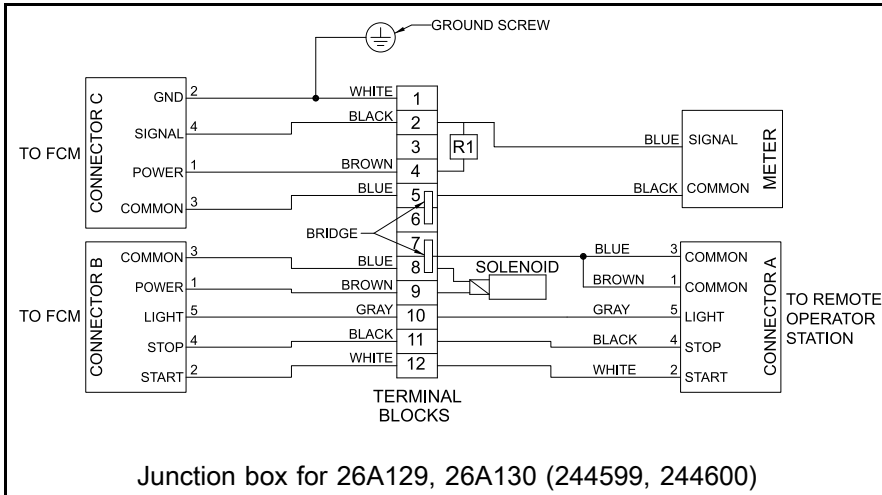 GROUND SCREW
TO FCM
CONNECTOR C
GND 2
SIGNAL 4
POWER 1
COMMON 3
WHITE
BLACK
BROWN
BLUE
1
2
3
4
5
6
7
8
9
10
11
12
R1
BRIDGE
BLUE SIGNAL
BLACK COMMON
METER
TO FCM
CONNECTOR B
COMMON 3
POWER 1
LIGHT 5
STOP 4
START 2
BLUE
BROWN
GRAY
BLACK
WHITE
SOLENOID
TERMINAL
BLOCKS
BLUE 3 COMMON
BROWN 1 COMMON
GRAY 5 LIGHT
BLACK 4 STOP
WHITE 2 START
CONNECTOR A
TO REMOTE
OPERATOR
STATION
Junction box for 26A129, 26A130 (244599, 244600)